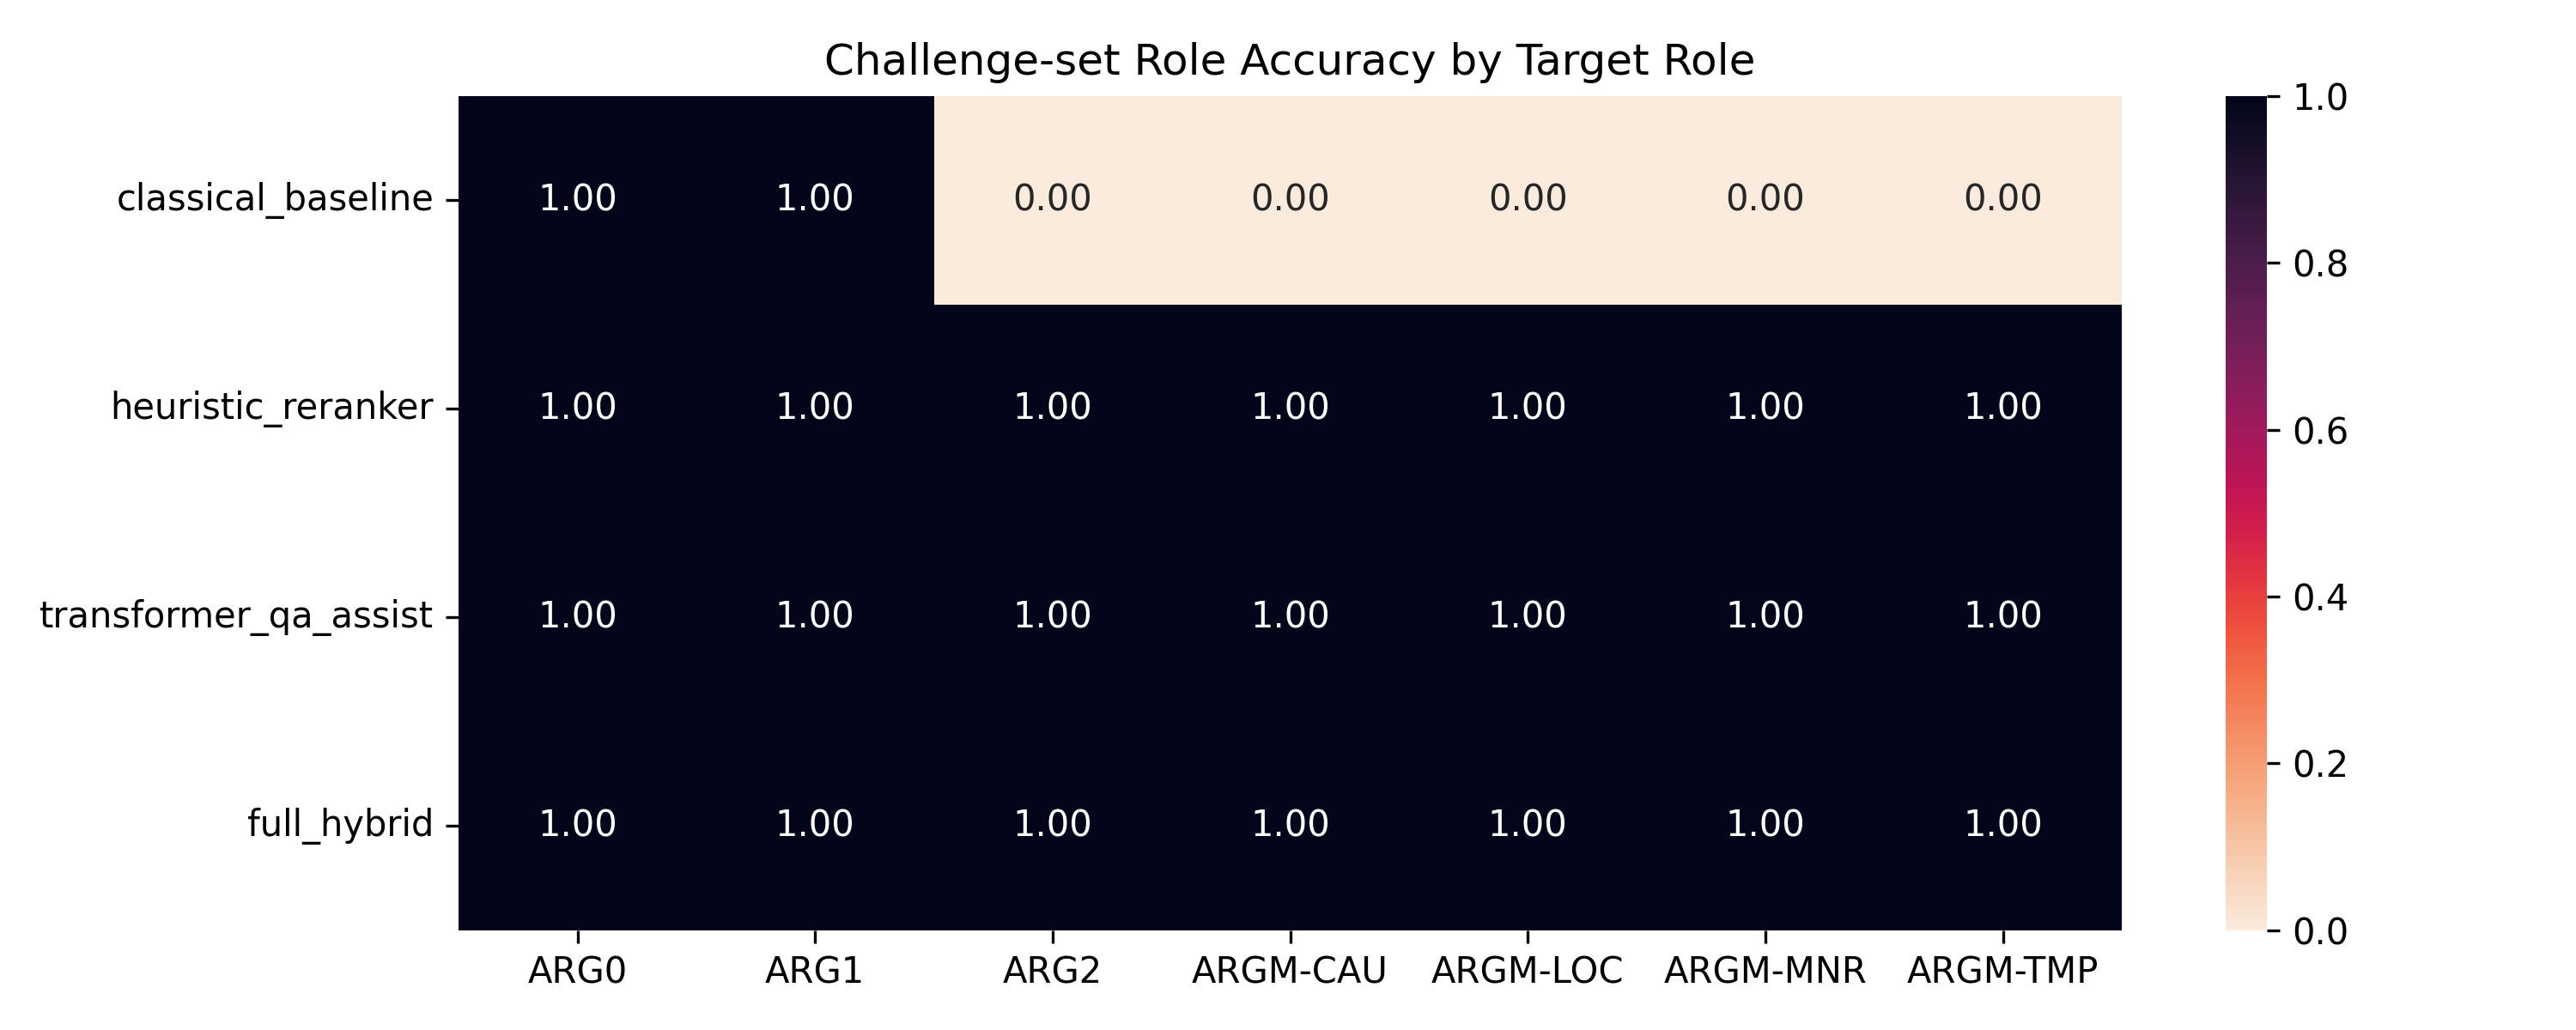 Challenge-set Role Accuracy by Target Role
classical_baseline 1.00 1.00 0.00 0.00 0.00 0.00 0.00
heuristic_reranker 1.00 1.00 1.00 1.00 1.00 1.00 1.00
transformer_qa_assist 1.00 1.00 1.00 1.00 1.00 1.00 1.00
full_hybrid 1.00 1.00 1.00 1.00 1.00 1.00 1.00
ARG0 ARG1 ARG2 ARGM-CAU ARGM-LOC ARGM-MNR ARGM-TMP
1.0
0.8
0.6
0.4
0.2
0.0